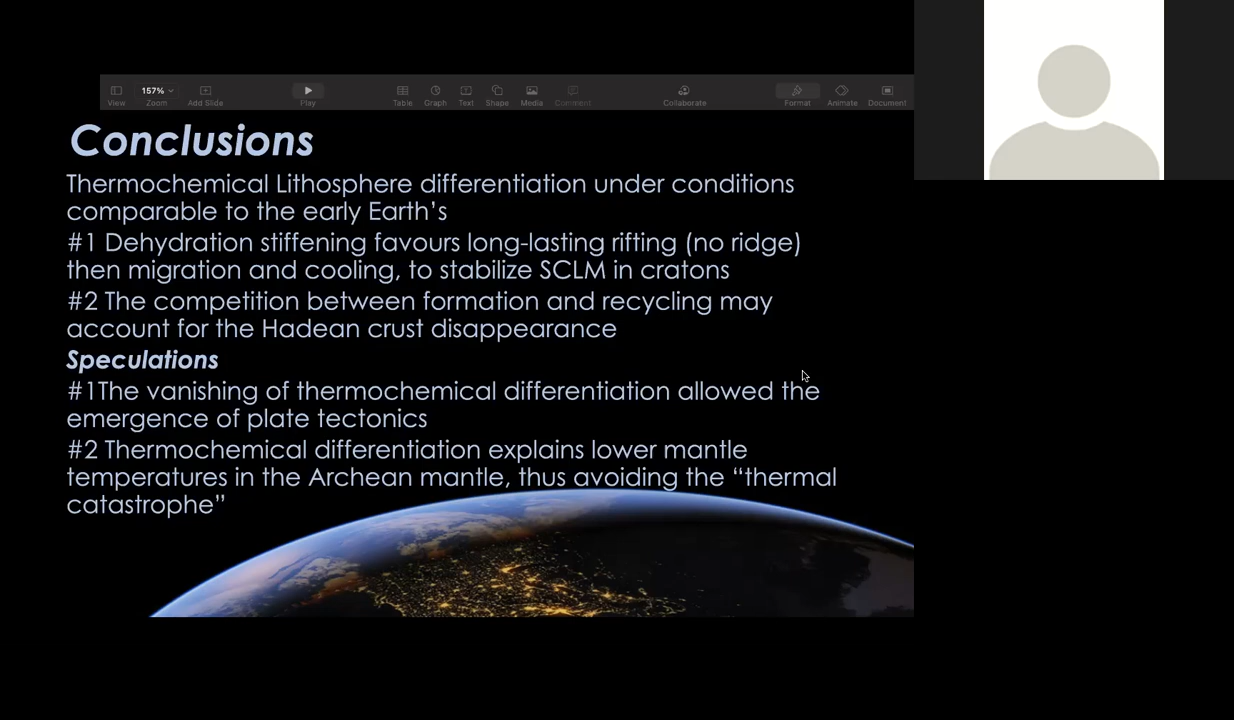 157%
View
Zoom
Add Slide
Play
Table
Graph
Text
Shape
Media
Comment
Collaborate
Format
Animate
Document
Conclusions
Thermochemical Lithosphere differentiation under conditions
comparable to the early Earth's
#1 Dehydration stiffening favours long-lasting rifting (no ridge)
then migration and cooling, to stabilize SCLM in cratons
#2 The competition between formation and recycling may
account for the Hadean crust disappearance
Speculations
#1The vanishing of thermochemical differentiation allowed the
emergence of plate tectonics
#2 Thermochemical differentiation explains lower mantle
temperatures in the Archean mantle, thus avoiding the “thermal
catastrophe”